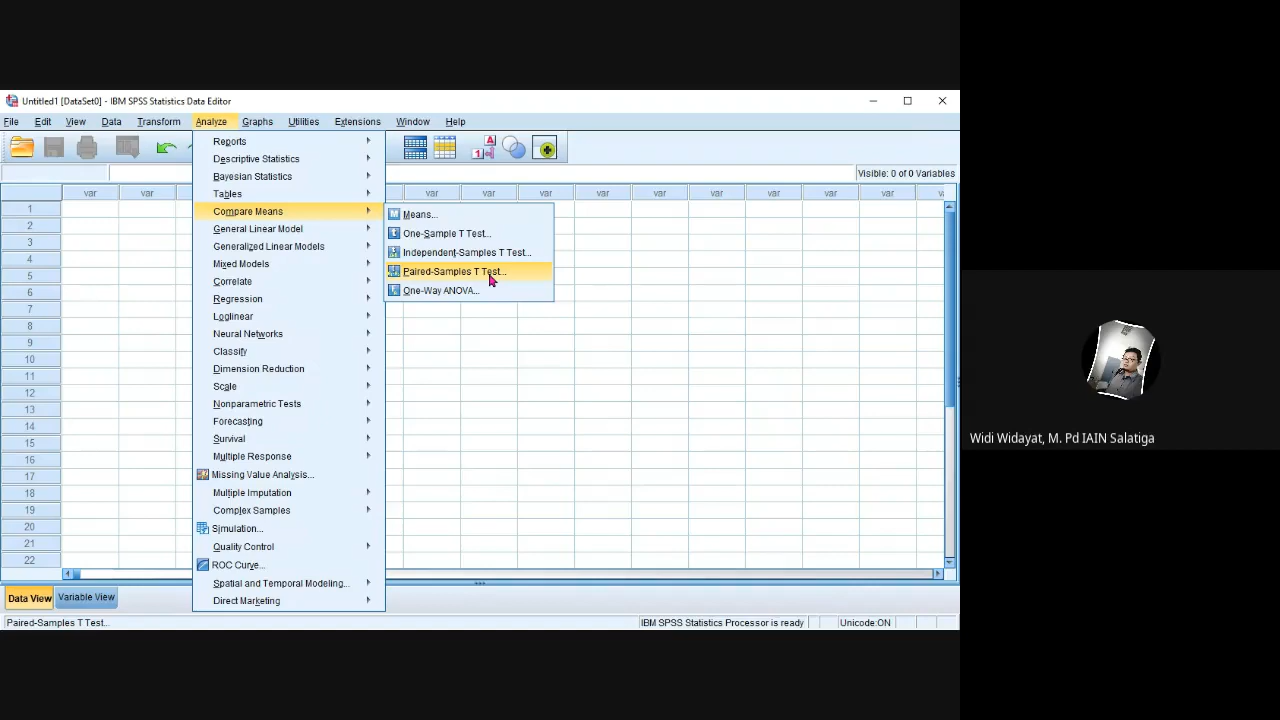 Untitled1 [DataSet0] - IBM SPSS Statistics Data Editor
File Edit View Data Transform Analyze Graphs Utilities Extensions Window Help
Visible: 0 of 0 Variables
var var var var var var var var var var v
Reports
Descriptive Statistics
Bayesian Statistics
Tables
Compare Means
General Linear Model
Generalized Linear Models
Mixed Models
Correlate
Regression
Loglinear
Neural Networks
Classify
Dimension Reduction
Scale
Nonparametric Tests
Forecasting
Survival
Multiple Response
Missing Value Analysis...
Multiple Imputation
Complex Samples
Simulation...
Quality Control
ROC Curve...
Spatial and Temporal Modeling...
Direct Marketing
Means...
One-Sample T Test...
Independent-Samples T Test...
Paired-Samples T Test...
One-Way ANOVA...
1
2
3
4
5
6
7
8
9
10
11
12
13
14
15
16
17
18
19
20
21
22
Data View Variable View
Paired-Samples T Test... IBM SPSS Statistics Processor is ready Unicode:ON
Widi Widayat, M. Pd IAIN Salatiga